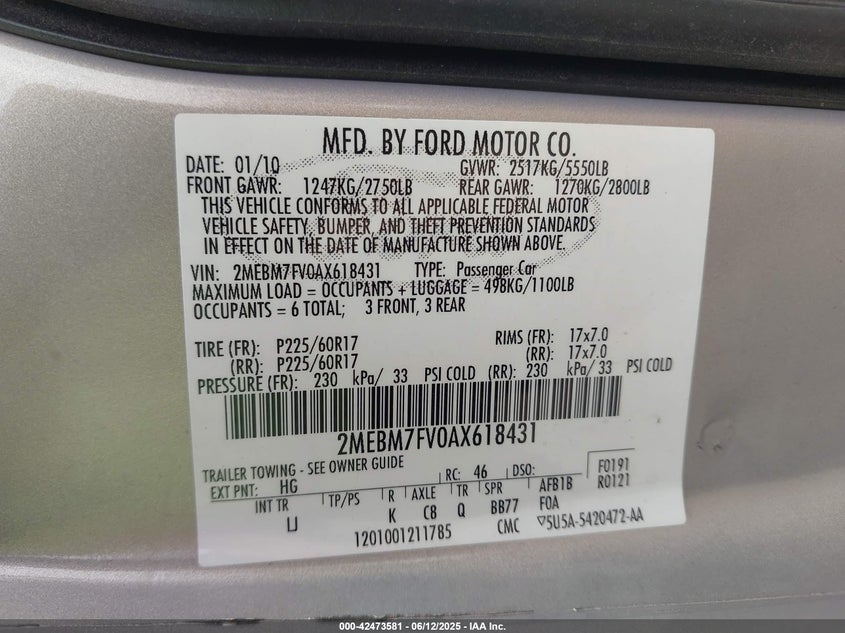 MFD. BY FORD MOTOR CO.
DATE: 01/10 GVWR: 2517KG/5550LB
FRONT GAWR: 1247KG/2750LB REAR GAWR: 1270KG/2800LB
THIS VEHICLE CONFORMS TO ALL APPLICABLE FEDERAL MOTOR
VEHICLE SAFETY, BUMPER, AND THEFT PREVENTION STANDARDS
IN EFFECT ON THE DATE OF MANUFACTURE SHOWN ABOVE.
VIN: 2MEBM7FV0AX618431 TYPE: Passenger Car
MAXIMUM LOAD = OCCUPANTS + LUGGAGE = 498KG/1100LB
OCCUPANTS = 6 TOTAL; 3 FRONT, 3 REAR
TIRE (FR): P225/60R17 RIMS (FR): 17x7.0
(RR): P225/60R17 (RR): 17x7.0
PRESSURE (FR): 230 kPa/ 33 PSI COLD (RR): 230 kPa/ 33 PSI COLD
2MEBM7FV0AX618431
TRAILER TOWING - SEE OWNER GUIDE
EXT PNT: HG RC: 46 DSO: F0191
R0121
INT TR TP/PS R AXLE TR SPR AFB1B
IJ K C8 Q BB77 FOA
1201001211785 CMC ▽5U5A-5420472-AA
000-42473581 - 06/12/2025 - IAA Inc.